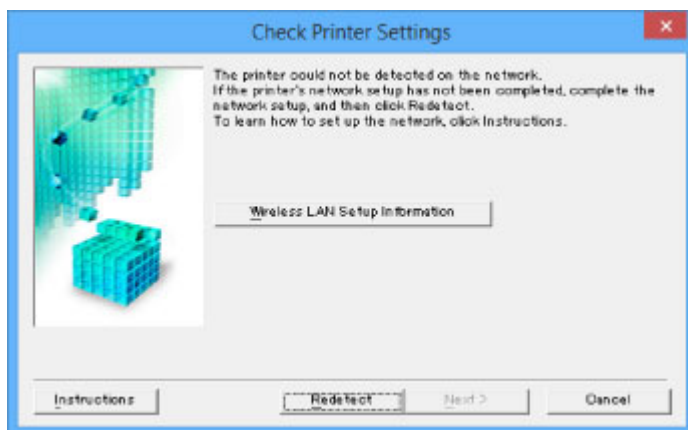 Check Printer Settings
The printer could not be detected on the network.
If the printer's network setup has not been completed, complete the
network setup, and then click Redetect.
To learn how to set up the network, click Instructions.
Wireless LAN Setup Information
Instructions
Redetect
Next >
Cancel